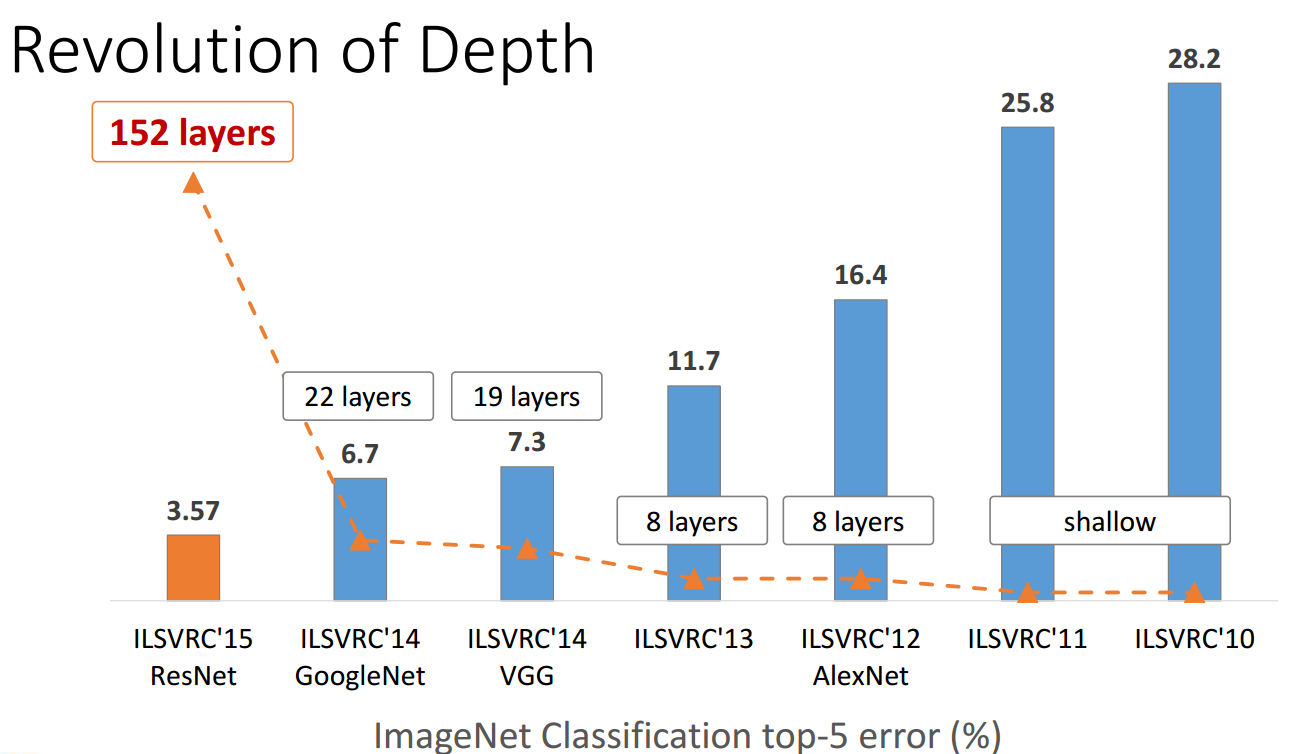 Revolution of Depth
28.2
25.8
152 layers
16.4
11.7
22 layers
19 layers
7.3
6.7
3.57
8 layers
8 layers
shallow
ILSVRC'15
ResNet
ILSVRC'14
GoogleNet
ILSVRC'14
VGG
ILSVRC'13
ILSVRC'12
AlexNet
ILSVRC'11
ILSVRC'10
ImageNet Classification top-5 error (%)